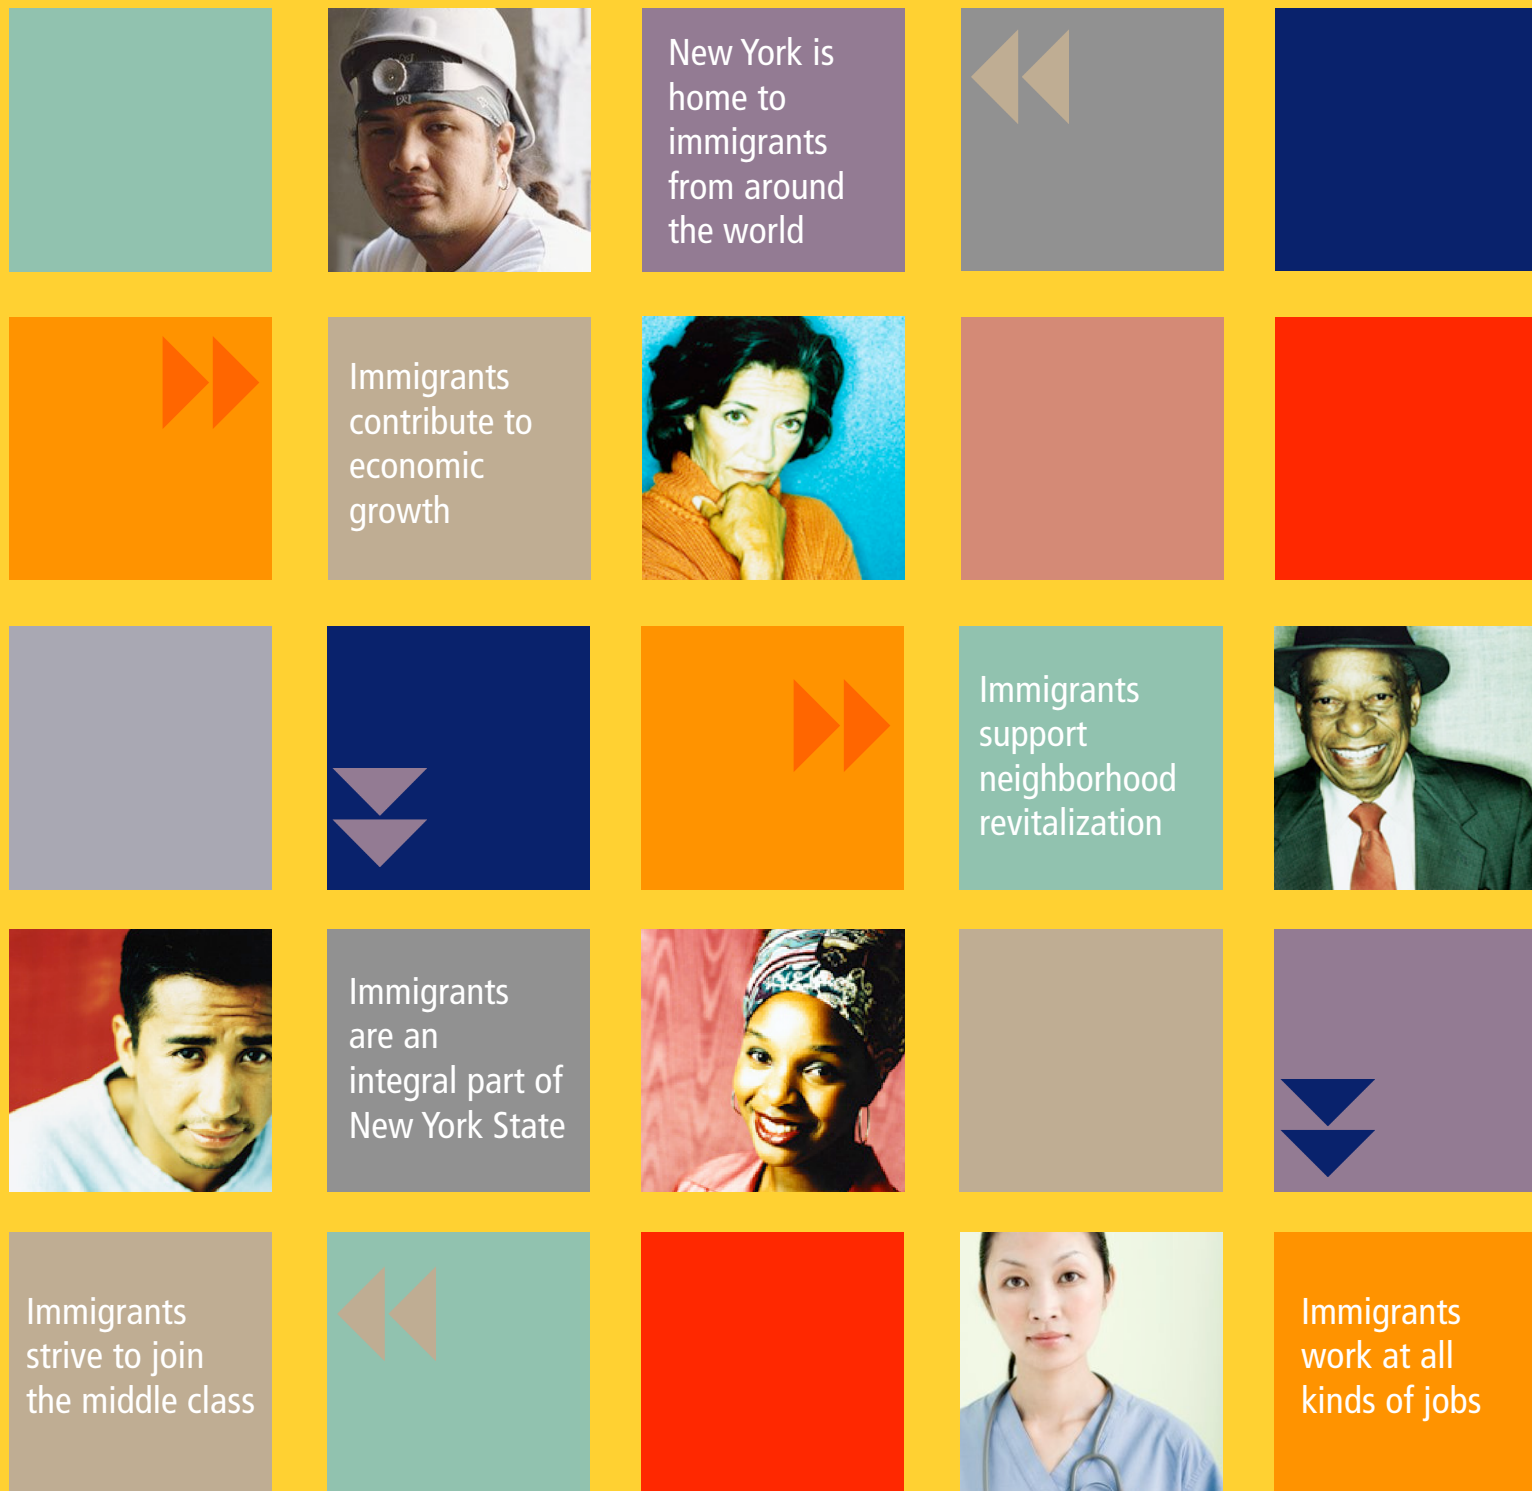 New York is
home to
immigrants
from around
the world
Immigrants
contribute to
economic
growth
Immigrants
support
neighborhood
revitalization
Immigrants
are an
integral part of
New York State
Immigrants
strive to join
the middle class
Immigrants
work at all
kinds of jobs